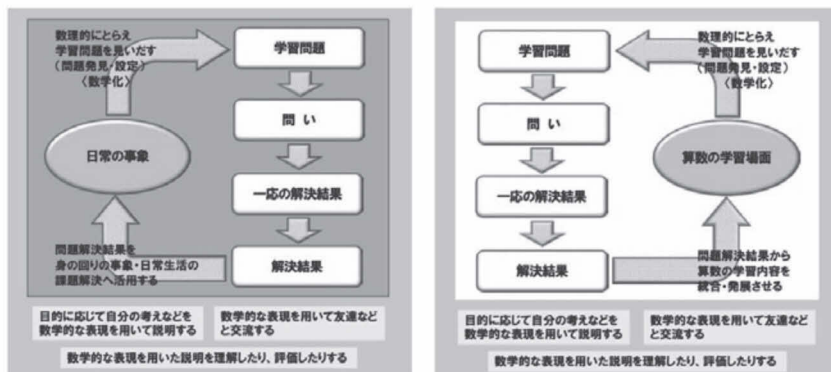 数理的にとらえ
学習問題を見いだす
（問題発見・設定）
〈数学化〉
学習問題
問い
日常の事象
一応の解決結果
問題解決結果を
身の回りの事象・日常生活の
課題解決へ活用する
解決結果
目的に応じて自分の考えなどを
数学的な表現を用いて説明する
数学的な表現を用いて友達など
と交流する
数学的な表現を用いた説明を理解したり、評価したりする
学習問題
数理的にとらえ
学習問題を見いだす
（問題発見・設定）
〈数学化〉
問い
算数の学習場面
一応の解決結果
解決結果
問題解決結果から
算数の学習内容を
統合・発展させる
目的に応じて自分の考えなどを
数学的な表現を用いて説明する
数学的な表現を用いて友達など
と交流する
数学的な表現を用いた説明を理解したり、評価したりする